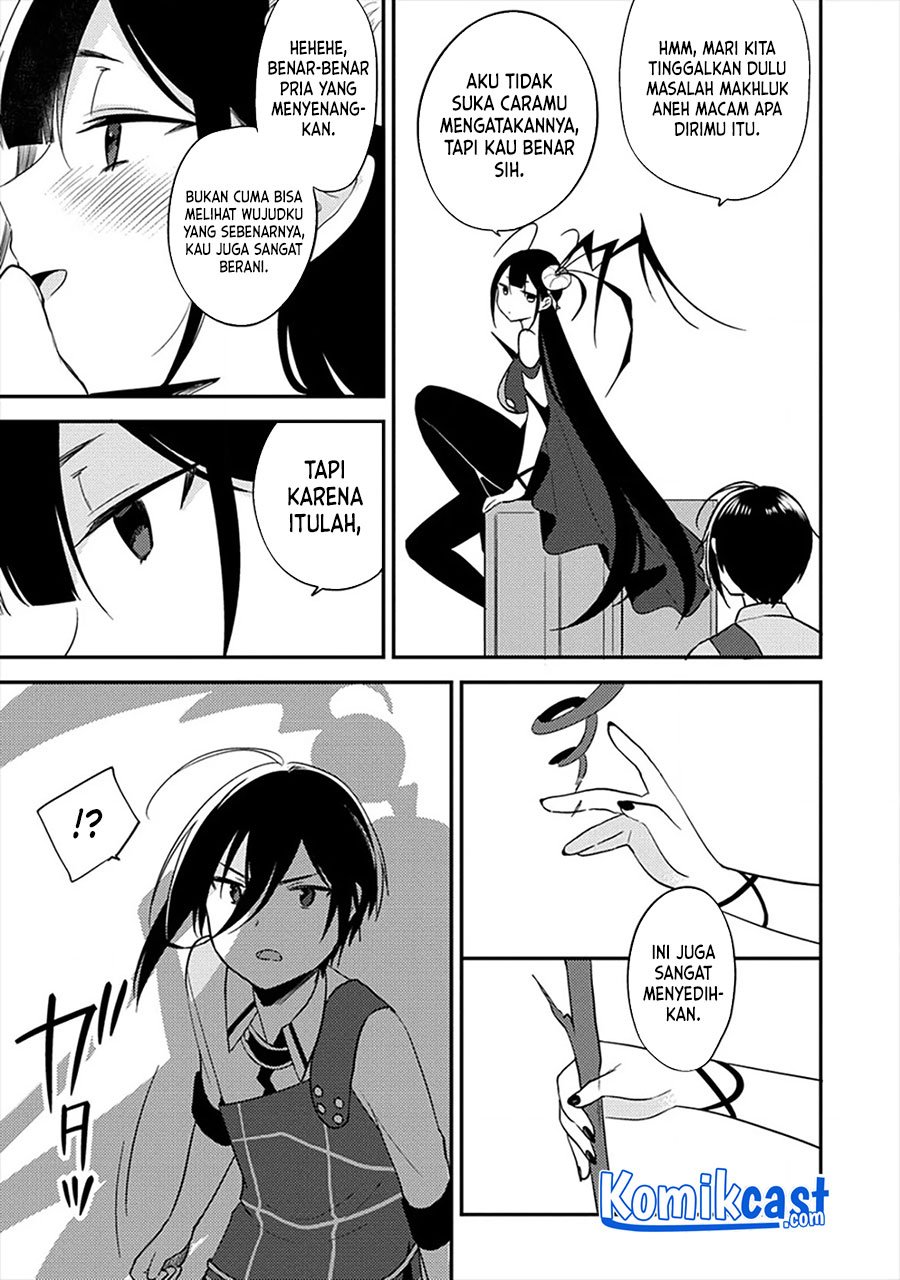 HMM, MARI KITA
TINGGALKAN DULU
MASALAH MAKHLUK
ANEH MACAM APA
DIRIMU ITU.
AKU TIDAK
SUKA CARAMU
MENGATAKANNYA,
TAPI KAU BENAR
SIH.
HEHEHE,
BENAR-BENAR
PRIA YANG
MENYENANG-
KAN.
BUKAN CUMA BISA
MELIHAT WUJUDKU
YANG SEBENARNYA,
KAU JUGA SANGAT
BERANI.
TAPI
KARENA
ITULAH,
INI JUGA
SANGAT
MENYEDIH-
KAN.
!?
ガタッ
Komikcast
.com